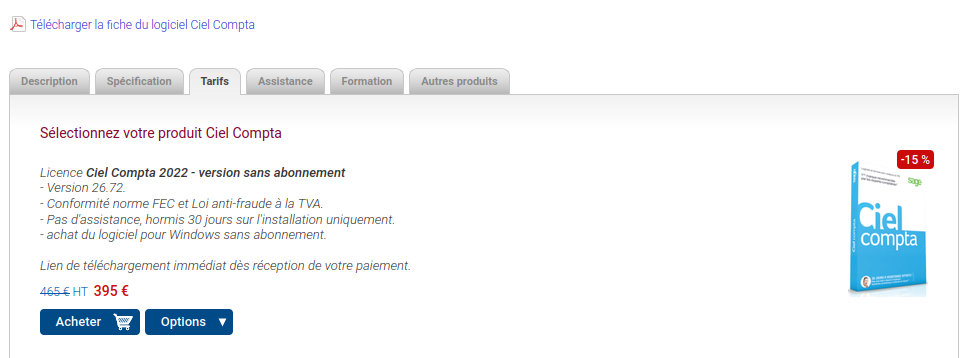 Télécharger la fiche du logiciel Ciel Compta
Description
Spécification
Tarifs
Assistance
Formation
Autres produits
Sélectionnez votre produit Ciel Compta
Licence Ciel Compta 2022 - version sans abonnement
- Version 26.72.
- Conformité norme FEC et Loi anti-fraude à la TVA.
- Pas d'assistance, hormis 30 jours sur l'installation uniquement.
- achat du logiciel pour Windows sans abonnement.
Lien de téléchargement immédiat dès réception de votre paiement.
465 € HT 395 €
Acheter
Options ▼
-15 %
sage
Ciel
compta